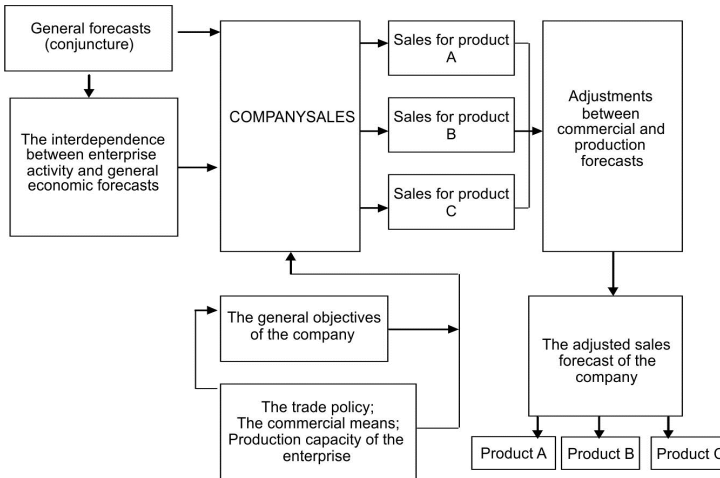 General forecasts
(conjuncture)
The interdependence
between enterprise
activity and general
economic forecasts
COMPANYSALES
Sales for product
A
Sales for product
B
Sales for product
C
Adjustments
between
commercial and
production
forecasts
The general objectives
of the company
The trade policy;
The commercial means;
Production capacity of the
enterprise
The adjusted sales
forecast of the
company
Product A
Product B
Product C